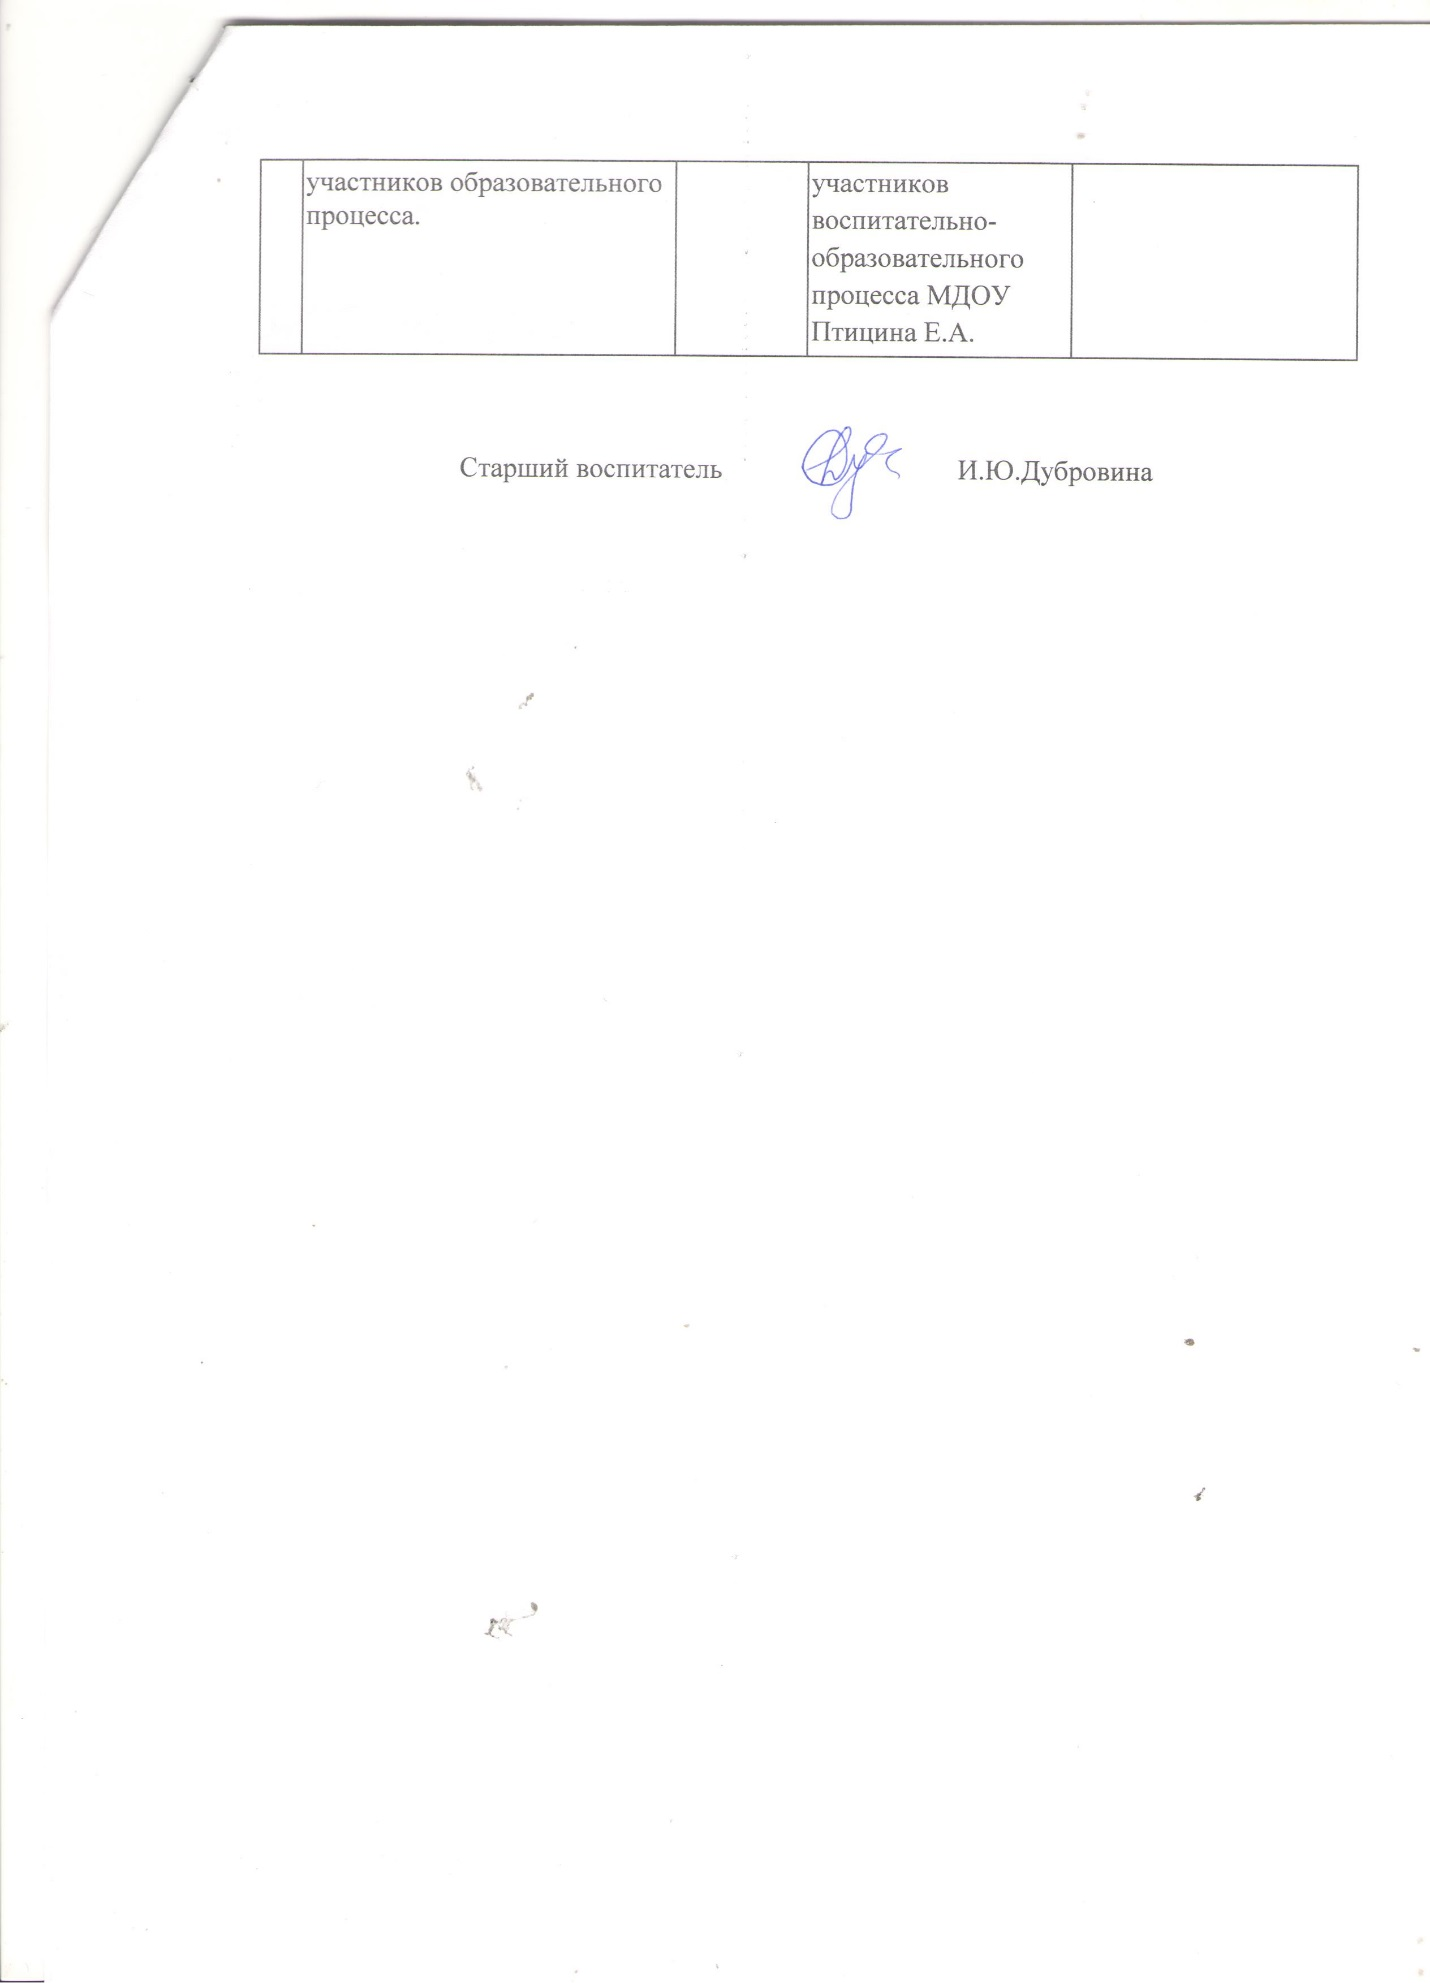 участников образовательного
процесса.
участников
воспитательно-
образовательного
процесса МДОУ
Птицина Е.А.
Старший воспитатель
И.Ю.Дубровина